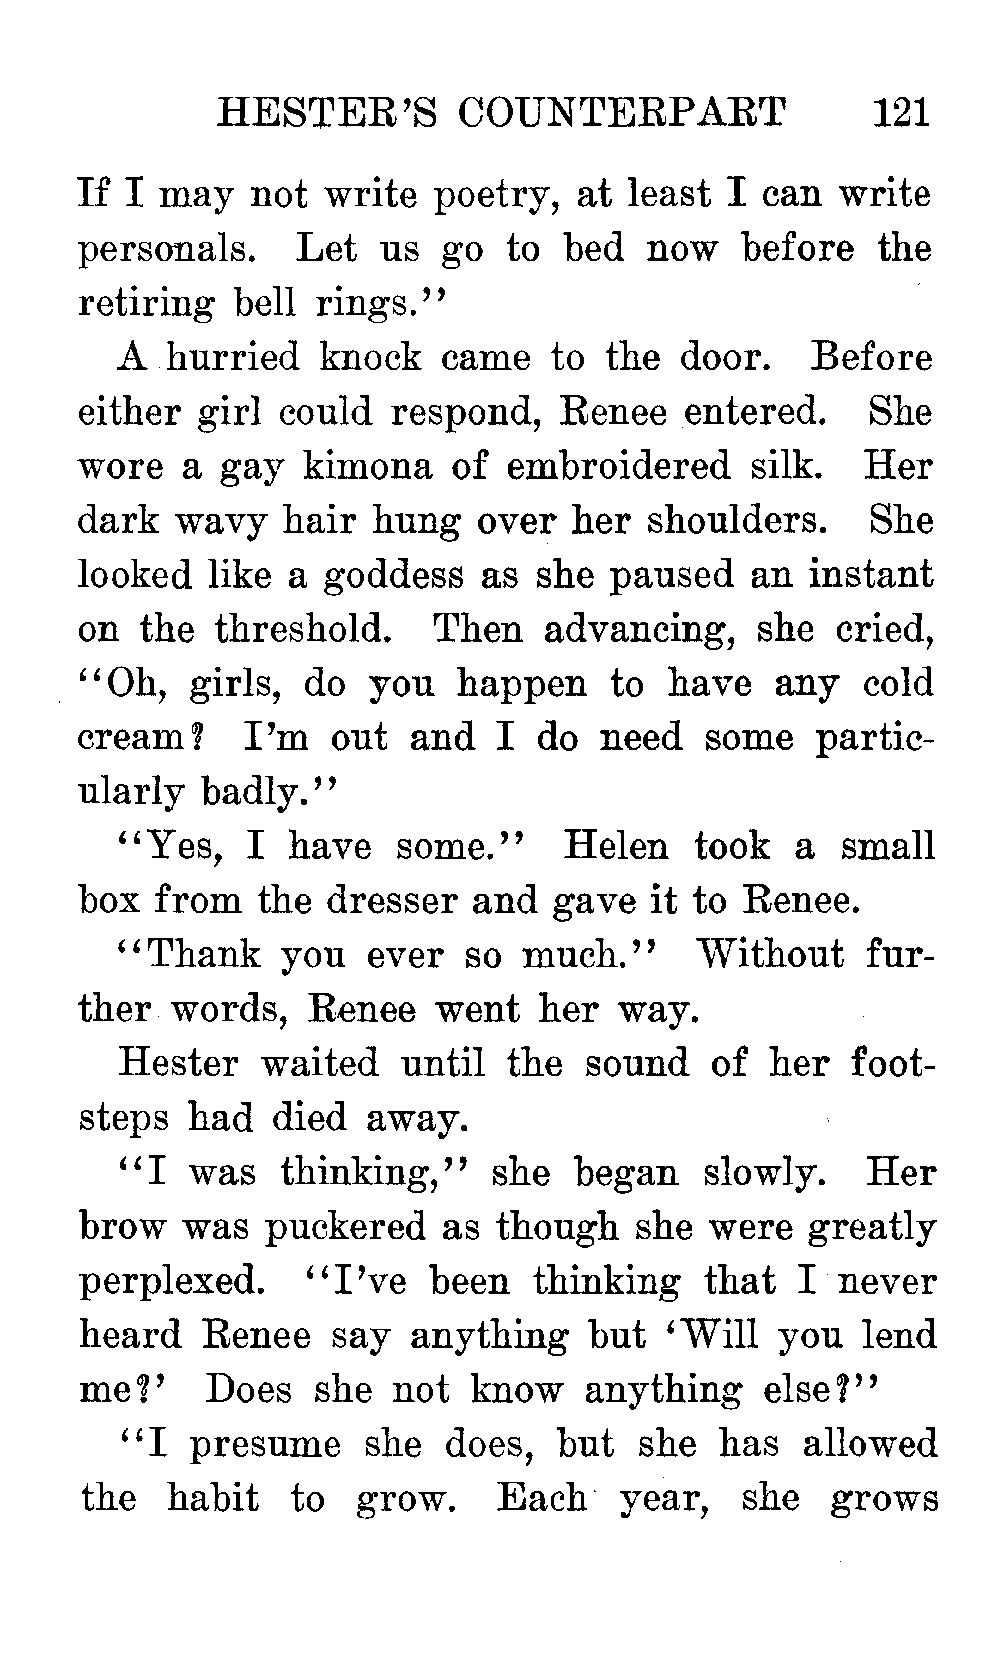 HESTER'S COUNTERPART 121
If I may not write poetry, at least I can write
personals. Let us go to bed now before the
retiring bell rings."
A hurried knock came to the door. Before
either girl could respond, Renee entered. She
wore a gay kimona of embroidered silk. Her
dark wavy hair hung over her shoulders. She
looked like a goddess as she paused an instant
on the threshold. Then advancing, she cried,
"Oh, girls, do you happen to have any cold
cream? I'm out and I do need some partic-
ularly badly."
"Yes, I have some." Helen took a small
box from the dresser and gave it to Renee.
"Thank you ever so much." Without fur-
ther words, Renee went her way.
Hester waited until the sound of her foot-
steps had died away.
"I was thinking," she began slowly. Her
brow was puckered as though she were greatly
perplexed. "I've been thinking that I never
heard Renee say anything but 'Will you lend
me?' Does she not know anything else?"
"I presume she does, but she has allowed
the habit to grow. Each year, she grows